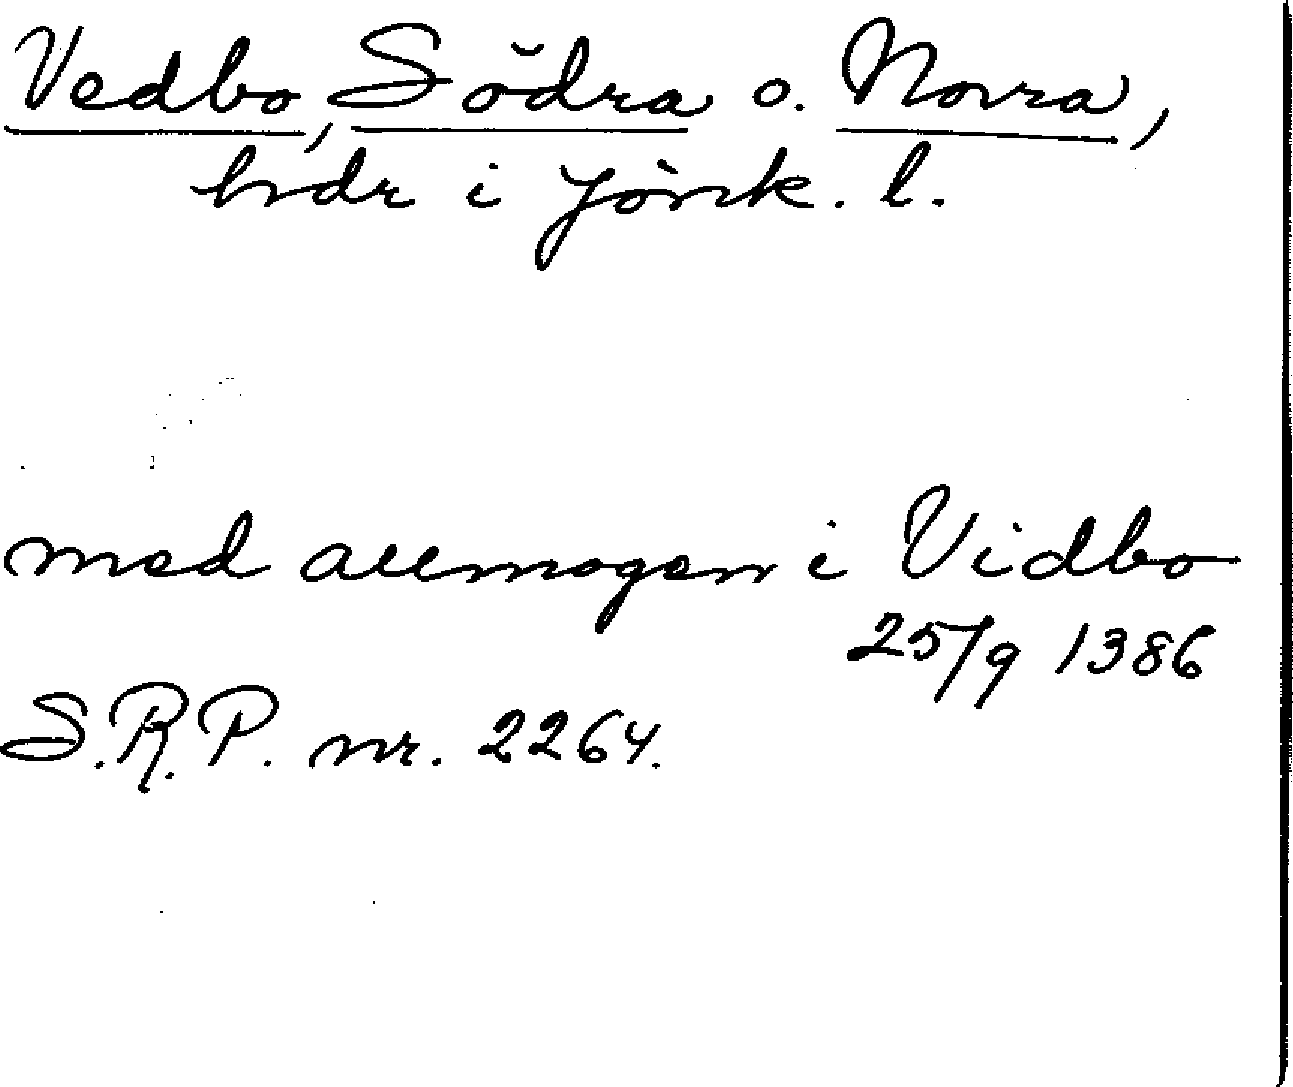 Vedbo, Södra o. Norra,
hdr i Jönk. l.
med allmogen i Vidbo
25/9 1386
S.R.P. nr. 2264.